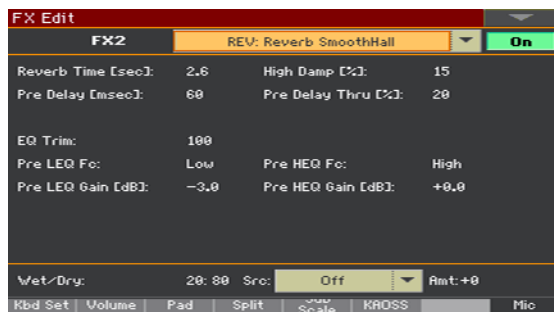 FX Edit
FX2 REV: Reverb SmoothHall On
Reverb Time [sec]: 2.6 High Damp [%]: 15
Pre Delay [msec]: 60 Pre Delay Thru [%]: 20
EQ Trim: 100
Pre LEQ Fc: Low Pre HEQ Fc: High
Pre LEQ Gain [dB]: -3.0 Pre HEQ Gain [dB]: +0.0
Wet/Dry: 20:80 Src: Off Amt:+0
Kbd Set Volume Pad Split Sub Scale KAOSS Mic